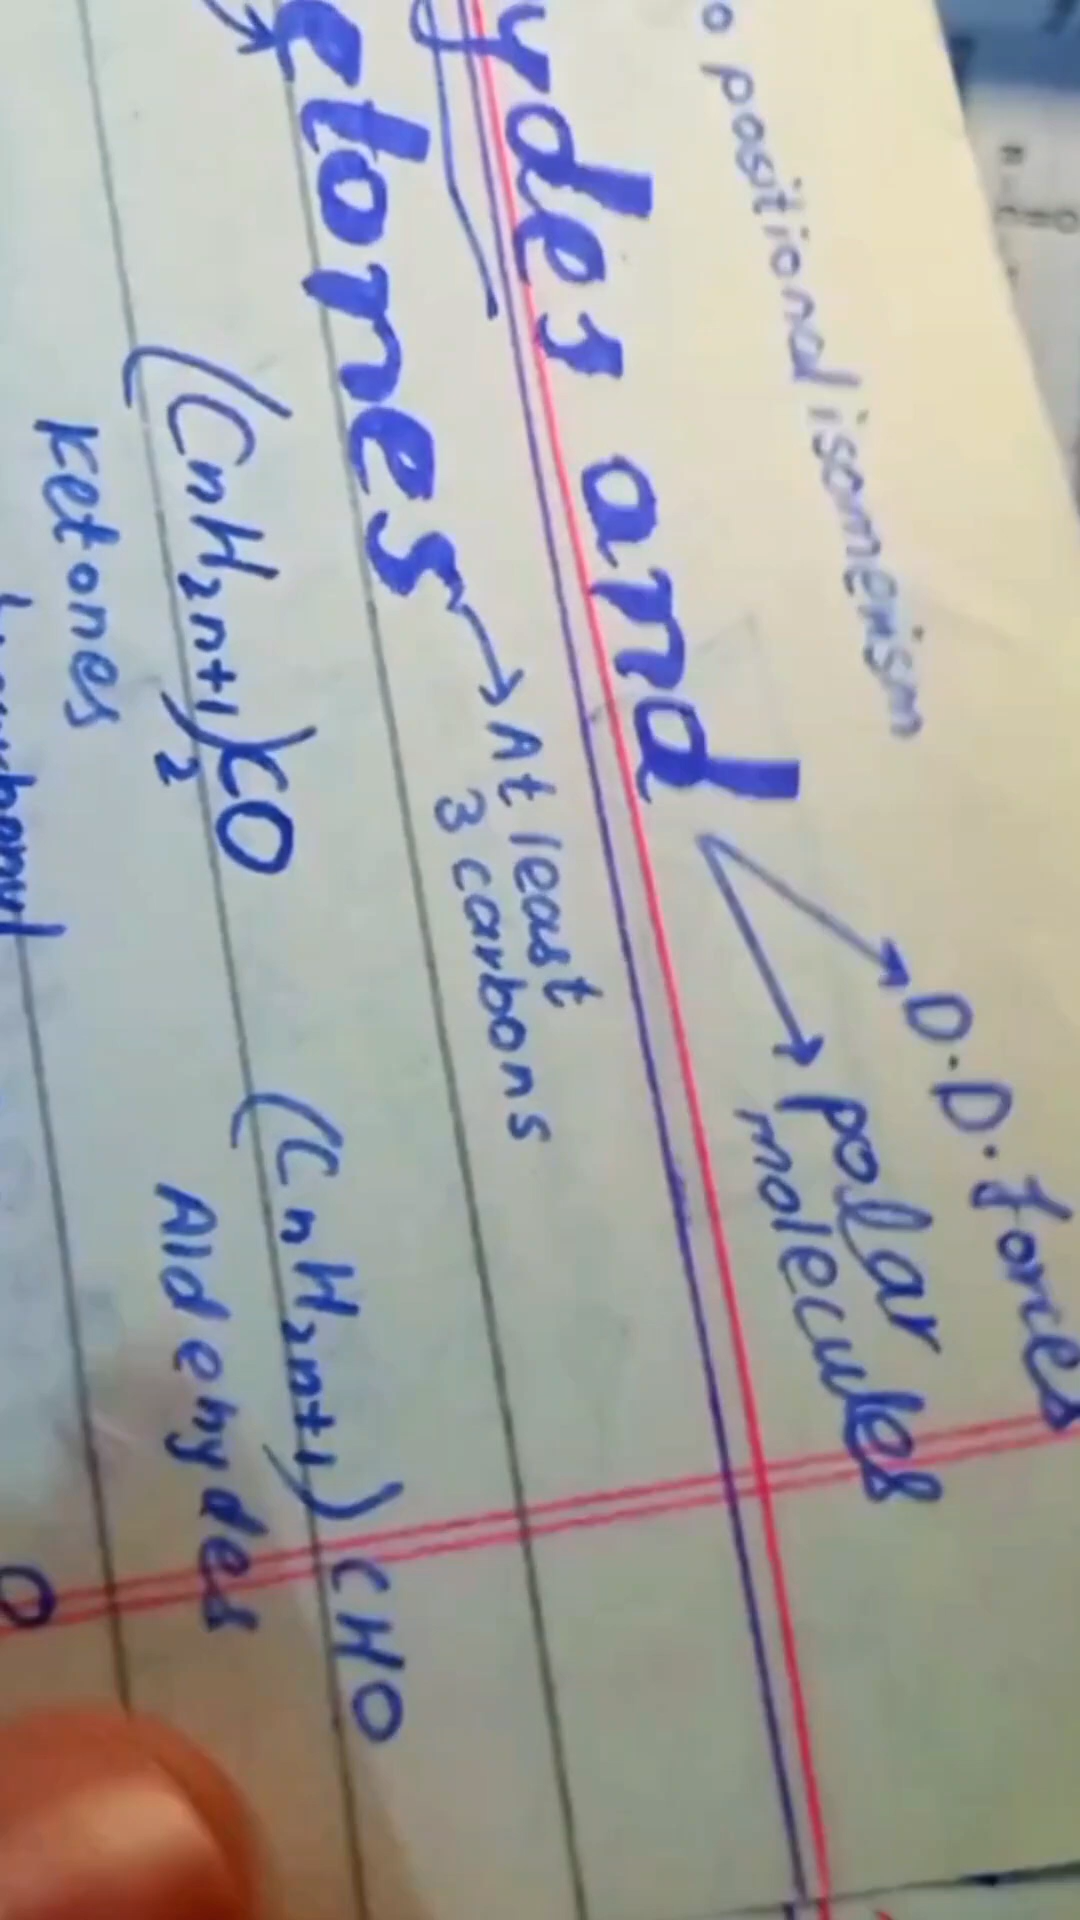 o positional isomerism
D.D. forces
polar
molecules
ydes and
etones
At least
3 carbons
(CnH2n+1)2CO
(CnH2n+1)CHO
Ketones
Aldehydes
O